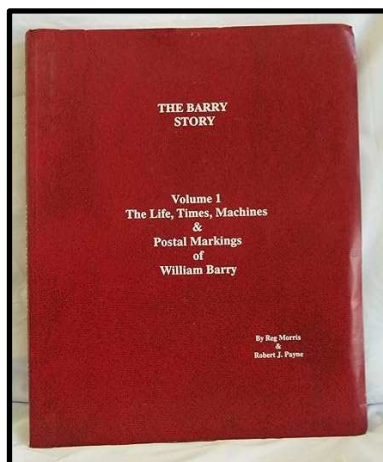 THE BARRY
STORY
Volume 1
The Life, Times, Machines
&
Postal Markings
of
William Barry
By Reg Morris
&
Robert J. Payne